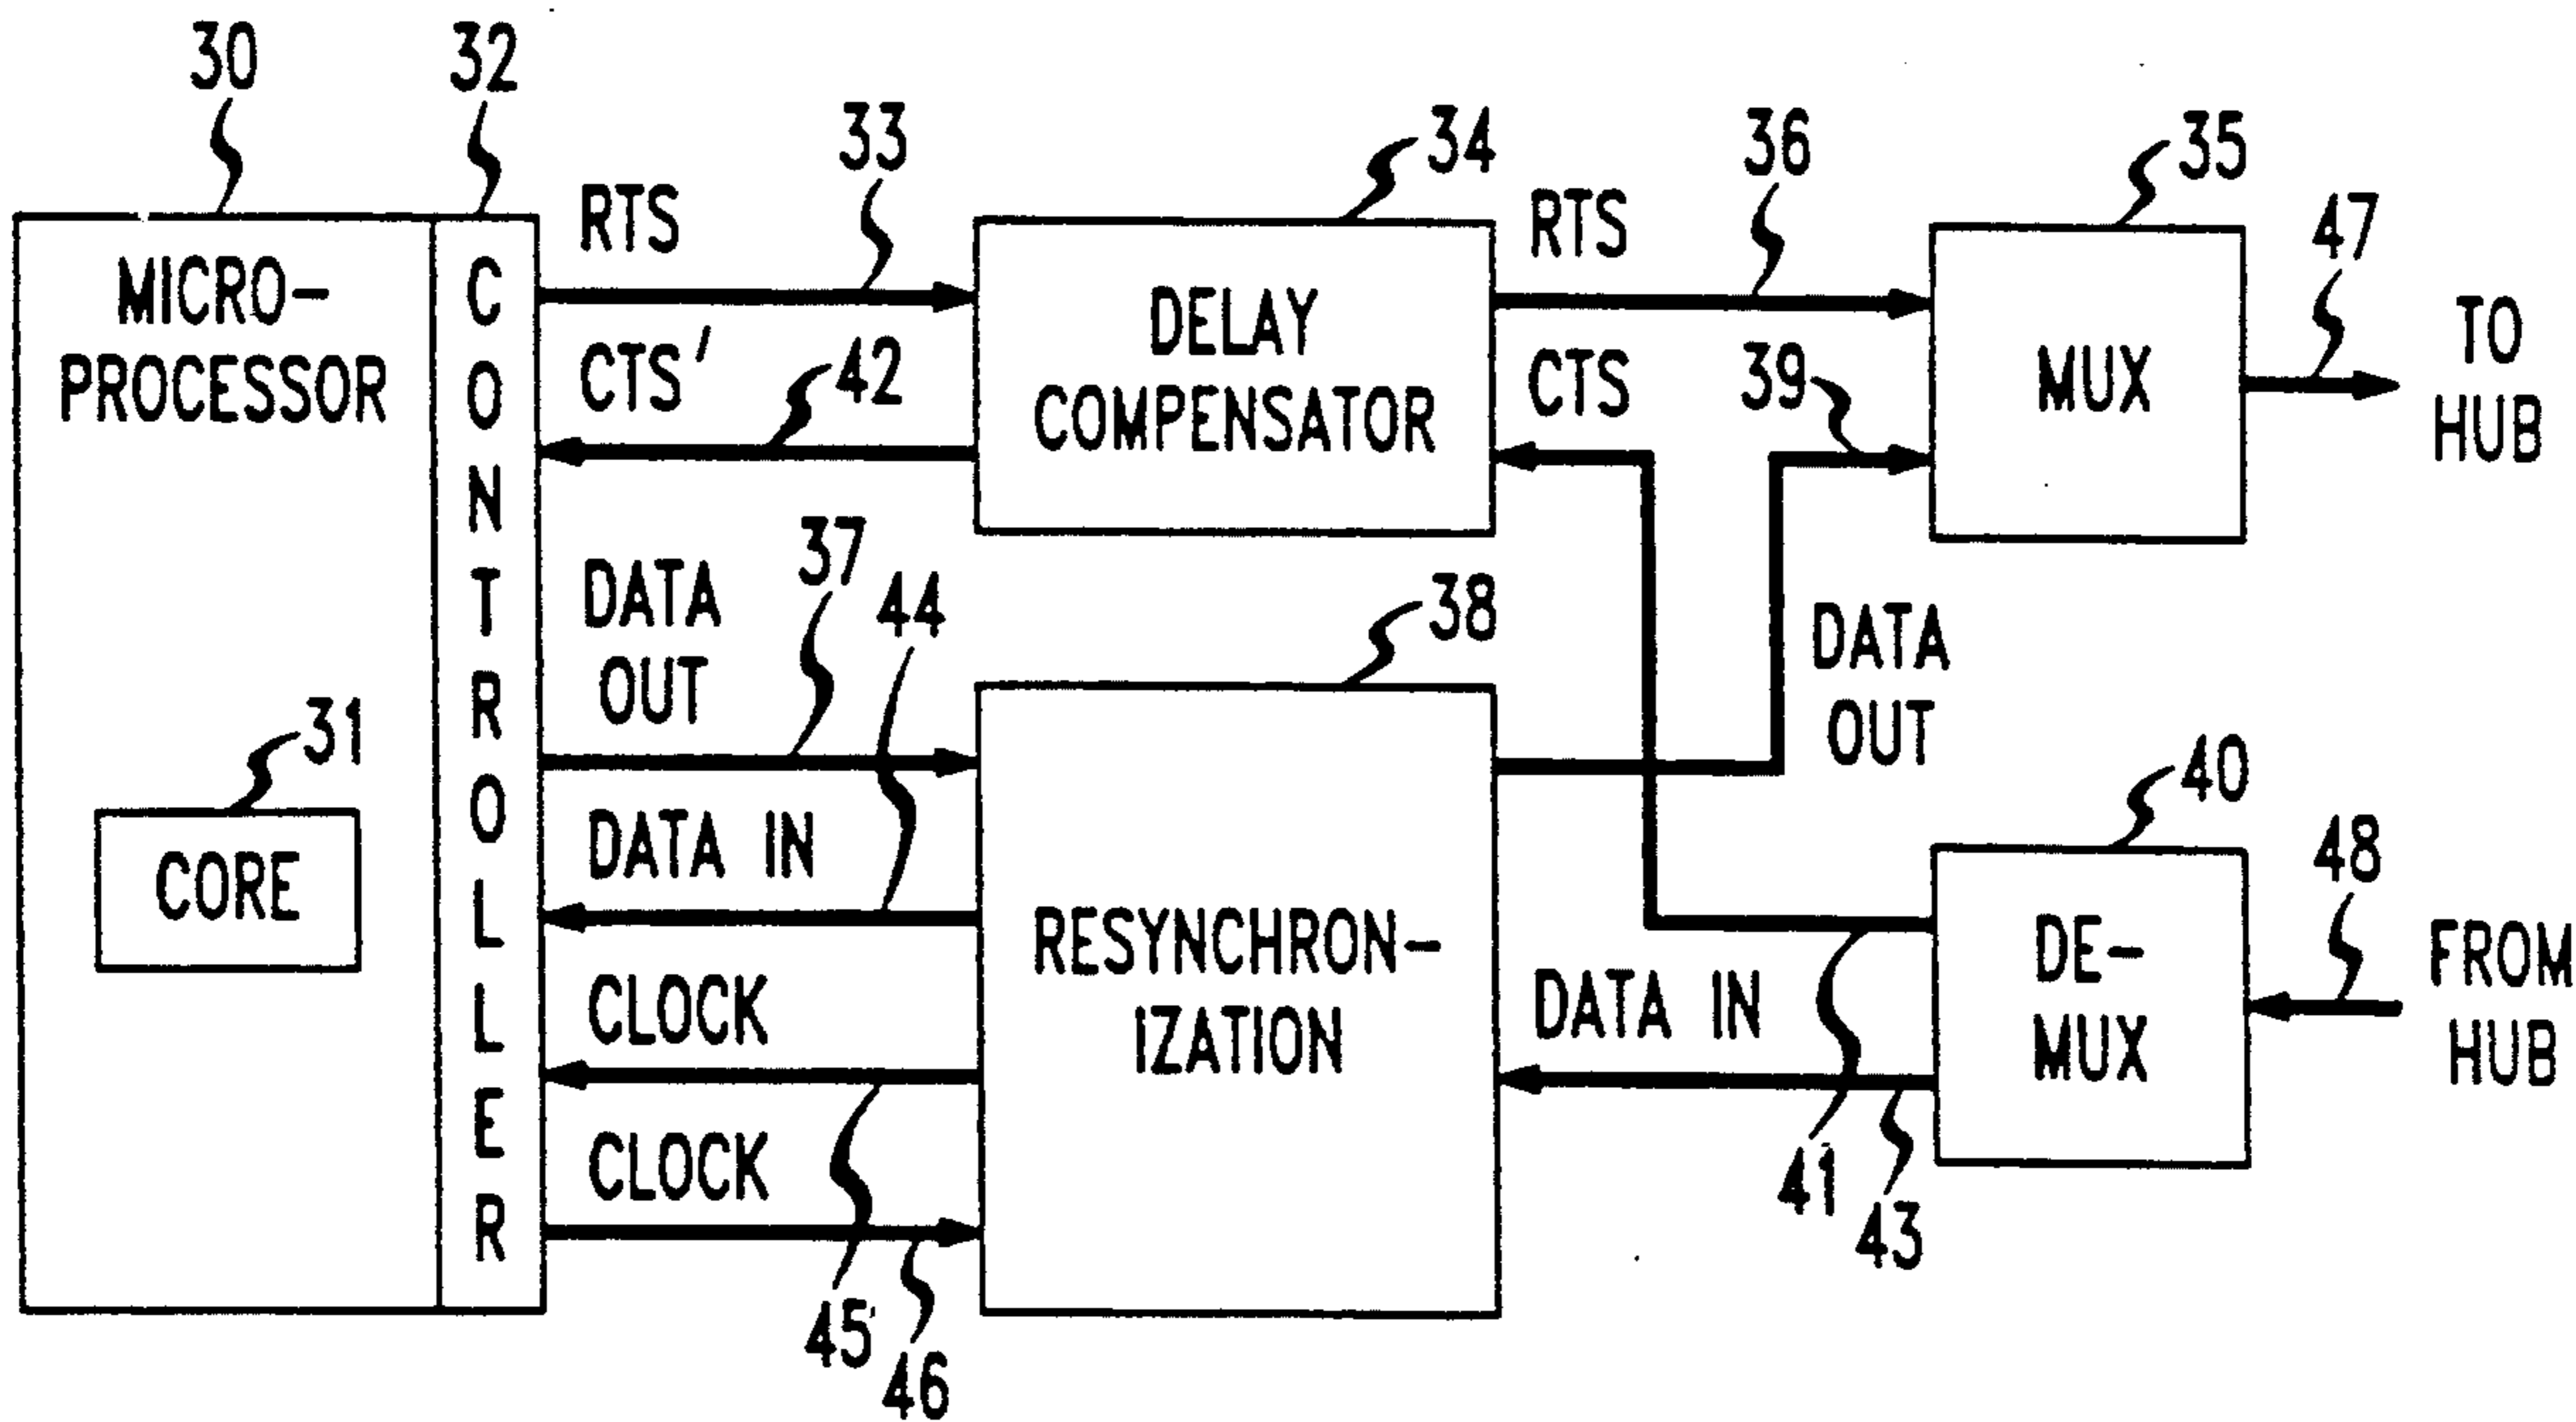 30
32
33
34
36
35
47
RTS
RTS
MICRO-
PROCESSOR
CONTROLLER
DELAY
COMPENSATOR
MUX
TO
HUB
CTS'
42
CTS
39
DATA
OUT
37
44
38
DATA
OUT
31
CORE
DATA IN
40
48
RESYNCHRON-
IZATION
DE-
MUX
FROM
HUB
CLOCK
DATA IN
CLOCK
41
43
45
46